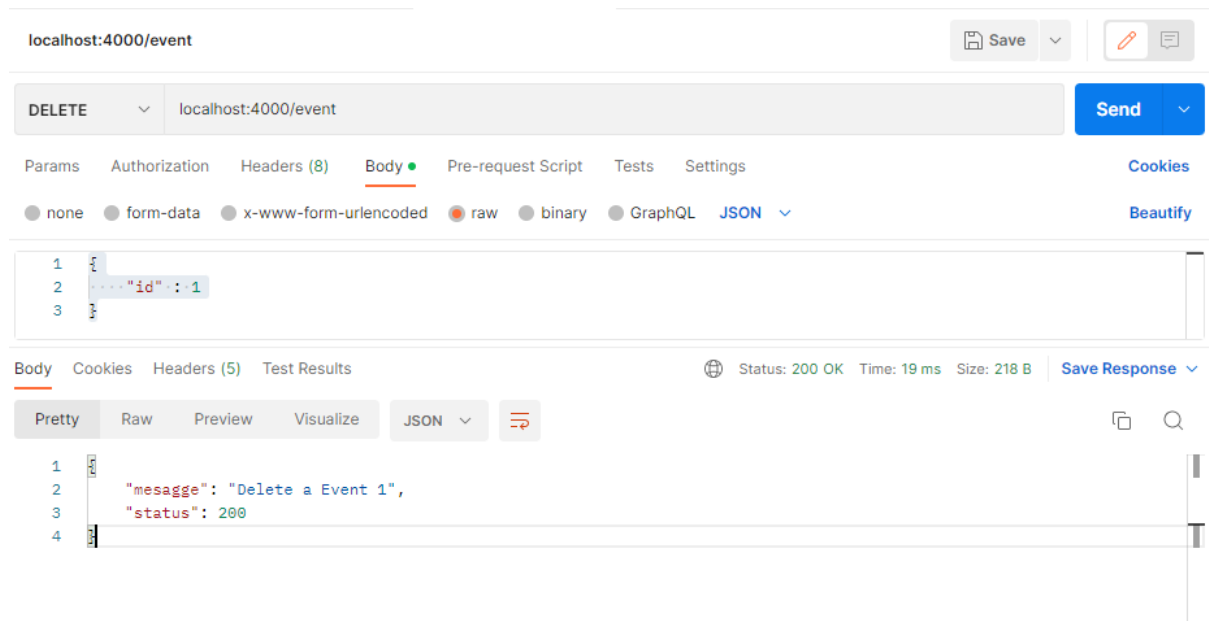 localhost:4000/event Save
DELETE localhost:4000/event Send
Params Authorization Headers (8) Body Pre-request Script Tests Settings Cookies
none form-data x-www-form-urlencoded raw binary GraphQL JSON Beautify
1 {
2 "id" : 1
3 }
Body Cookies Headers (5) Test Results Status: 200 OK Time: 19 ms Size: 218 B Save Response
Pretty Raw Preview Visualize JSON
1 {
2 "mesagge": "Delete a Event 1",
3 "status": 200
4 }